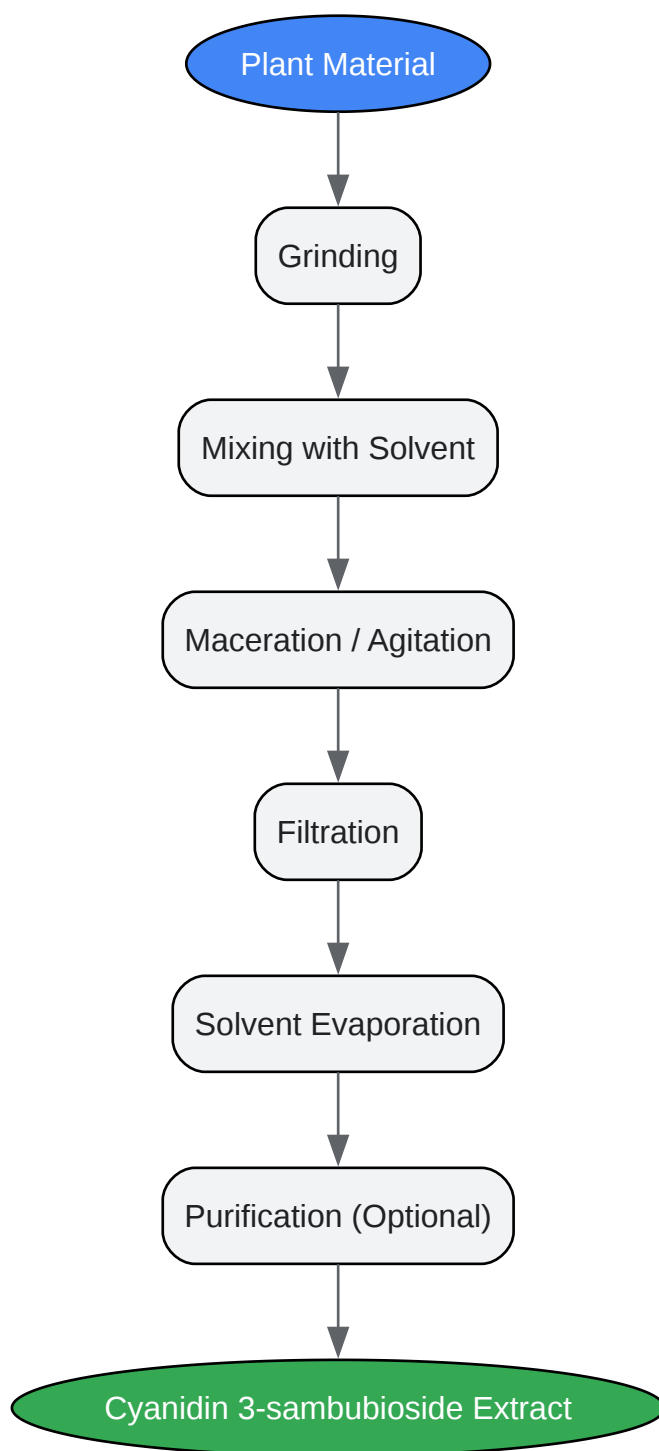 Plant Material
Grinding
Mixing with Solvent
Maceration / Agitation
Filtration
Solvent Evaporation
Purification (Optional)
Cyanidin 3-sambubioside Extract